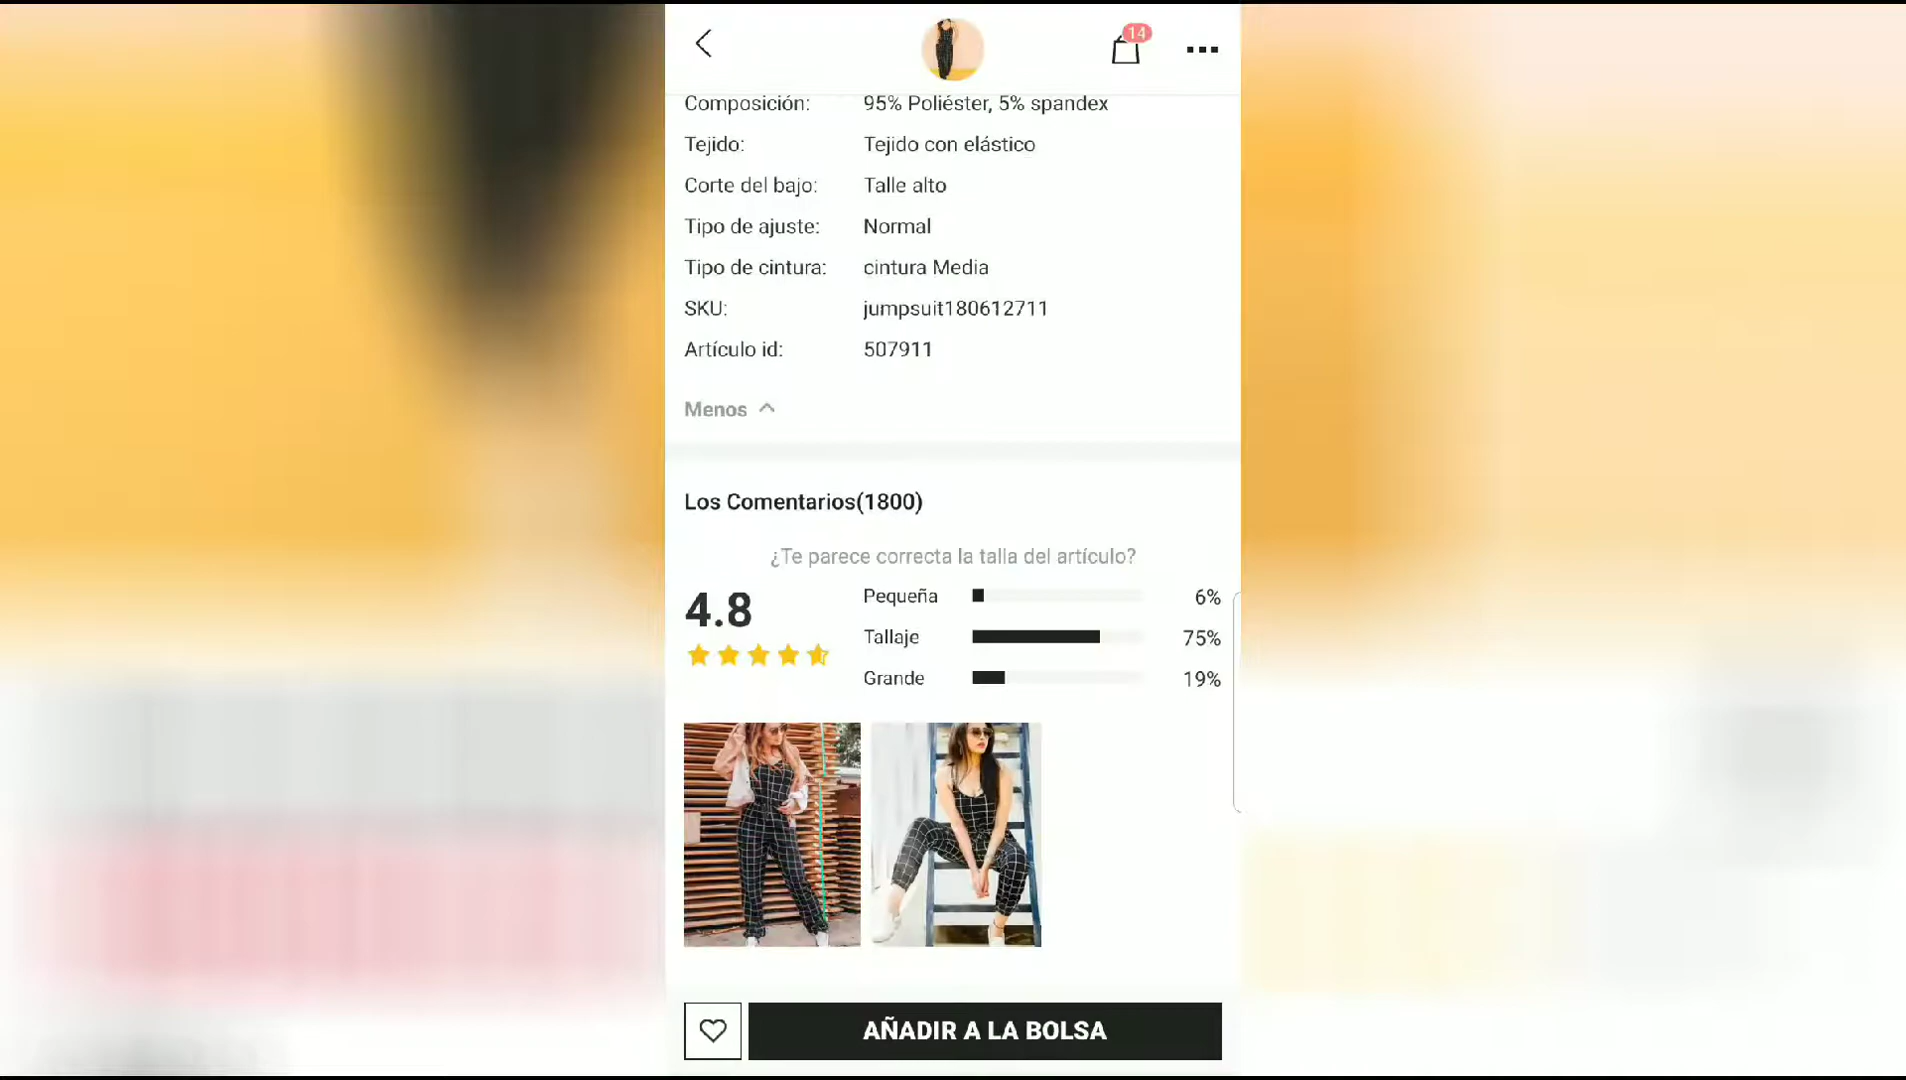 14
Composición: 95% Poliéster, 5% spandex
Tejido: Tejido con elástico
Corte del bajo: Talle alto
Tipo de ajuste: Normal
Tipo de cintura: cintura Media
SKU: jumpsuit180612711
Artículo id: 507911
Menos
Los Comentarios(1800)
¿Te parece correcta la talla del artículo?
4.8
Pequeña 6%
Tallaje 75%
Grande 19%
AÑADIR A LA BOLSA